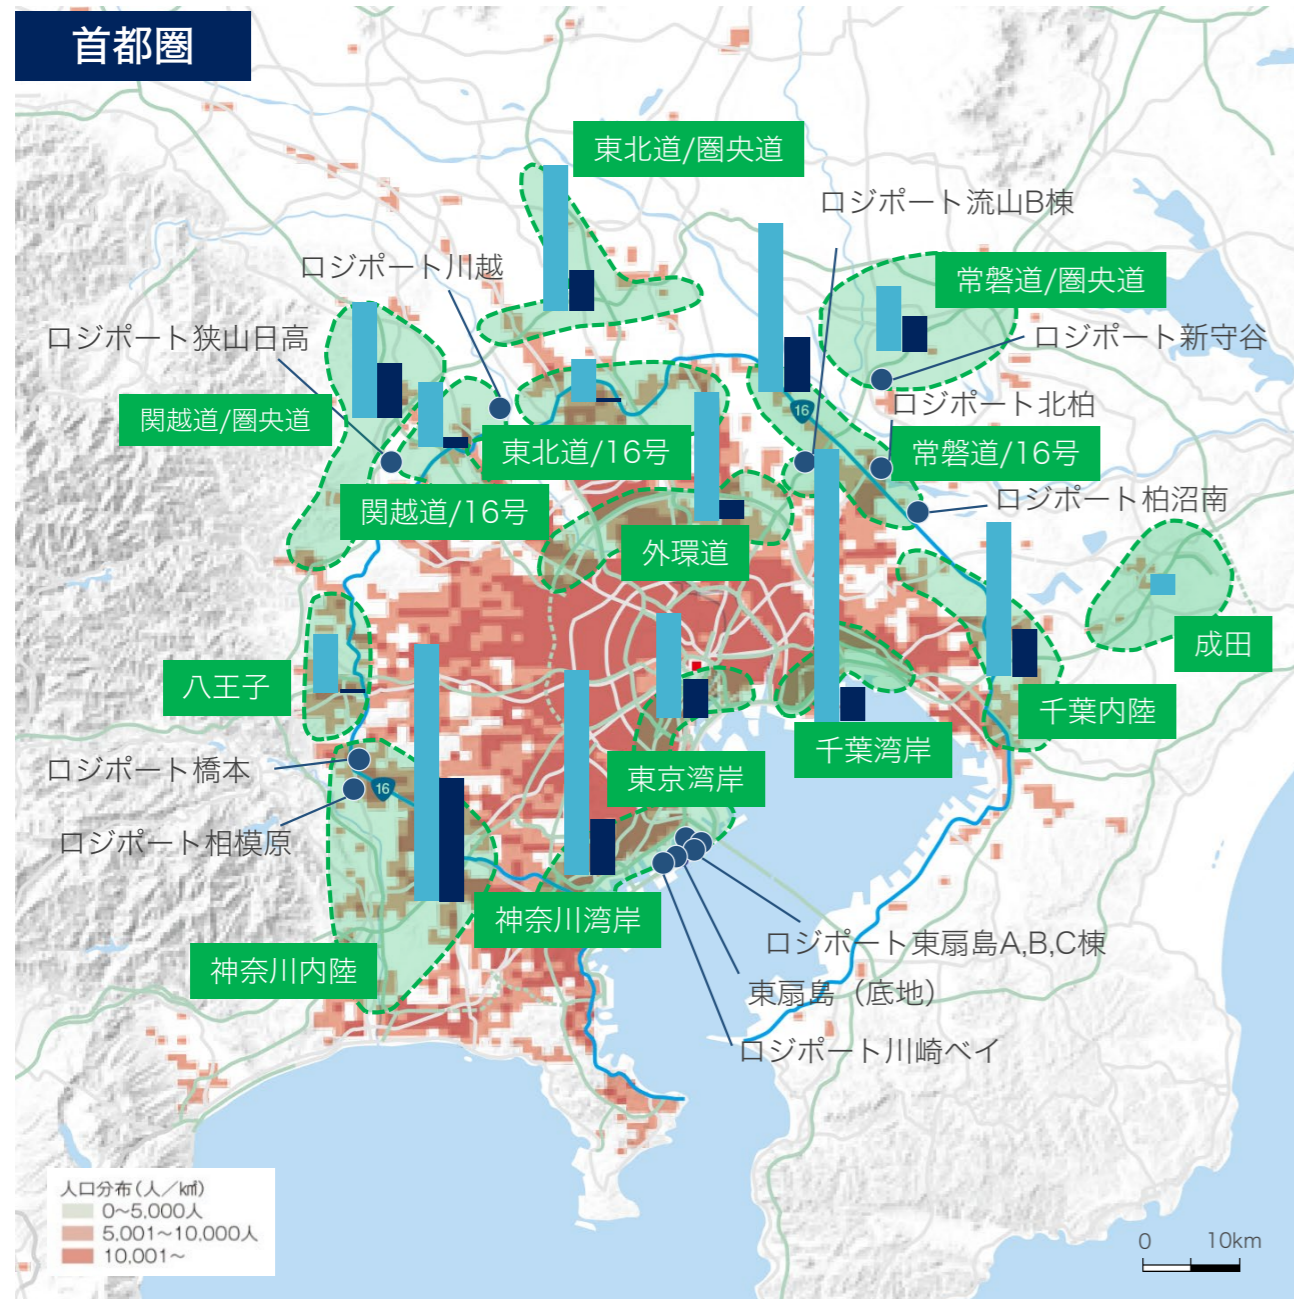 首都圏
東北道/圏央道
ロジポート流山B棟
ロジポート川越
常磐道/圏央道
ロジポート狭山日高
ロジポート新守谷
関越道/圏央道
ロジポート北柏
16
東北道/16号
常磐道/16号
関越道/16号
ロジポート柏沼南
外環道
成田
八王子
千葉内陸
千葉湾岸
ロジポート橋本
東京湾岸
16
ロジポート相模原
神奈川湾岸
ロジポート東扇島A,B,C棟
神奈川内陸
東扇島（底地）
ロジポート川崎ベイ
人口分布(人／㎢)
0〜5,000人
5,001〜10,000人
10,001〜
0 10km